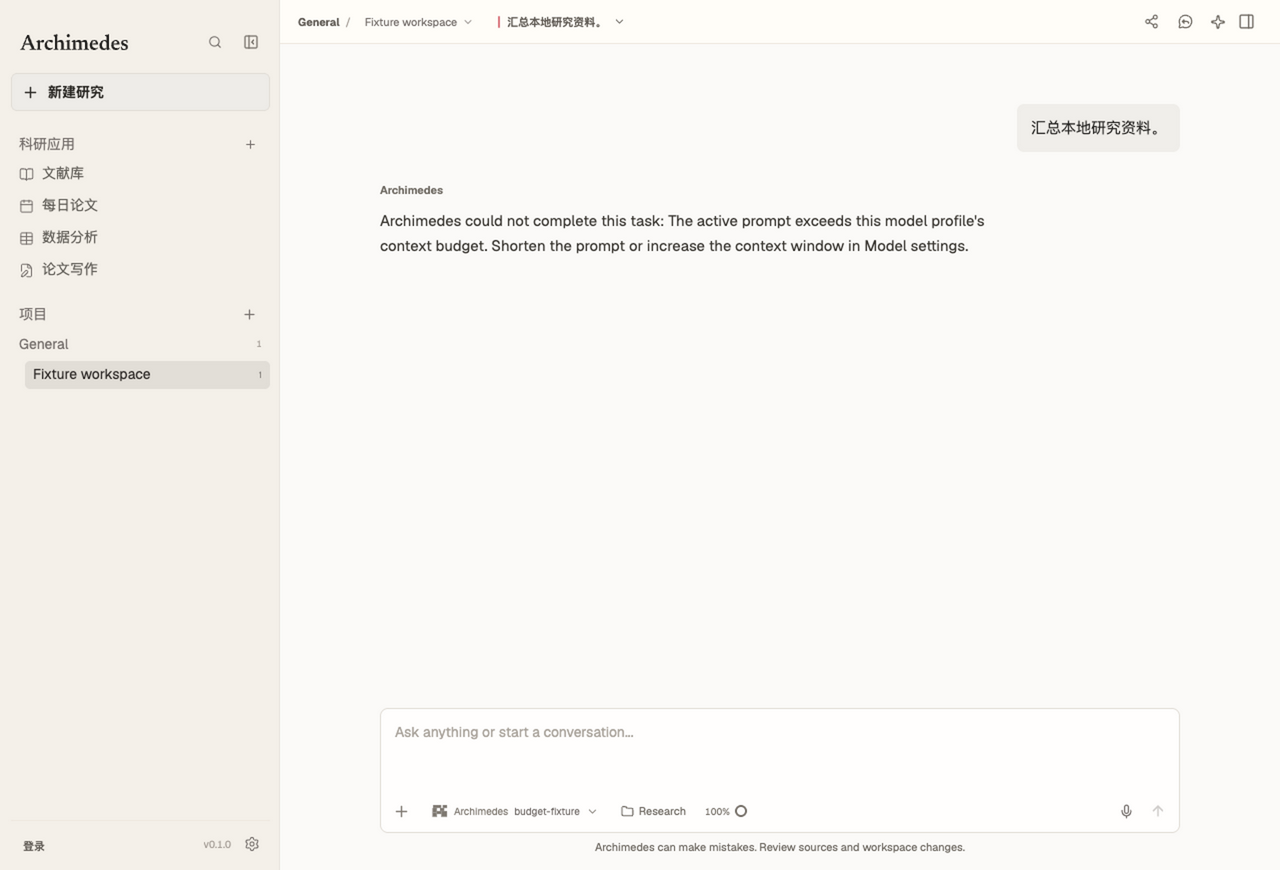 Archimedes
新建研究
科研应用
文献库
每日论文
数据分析
论文写作
项目
General 1
Fixture workspace 1
登录 v0.1.0
General / Fixture workspace 汇总本地研究资料。
汇总本地研究资料。
Archimedes
Archimedes could not complete this task: The active prompt exceeds this model profile's
context budget. Shorten the prompt or increase the context window in Model settings.
Ask anything or start a conversation...
Archimedes budget-fixture Research 100%
Archimedes can make mistakes. Review sources and workspace changes.